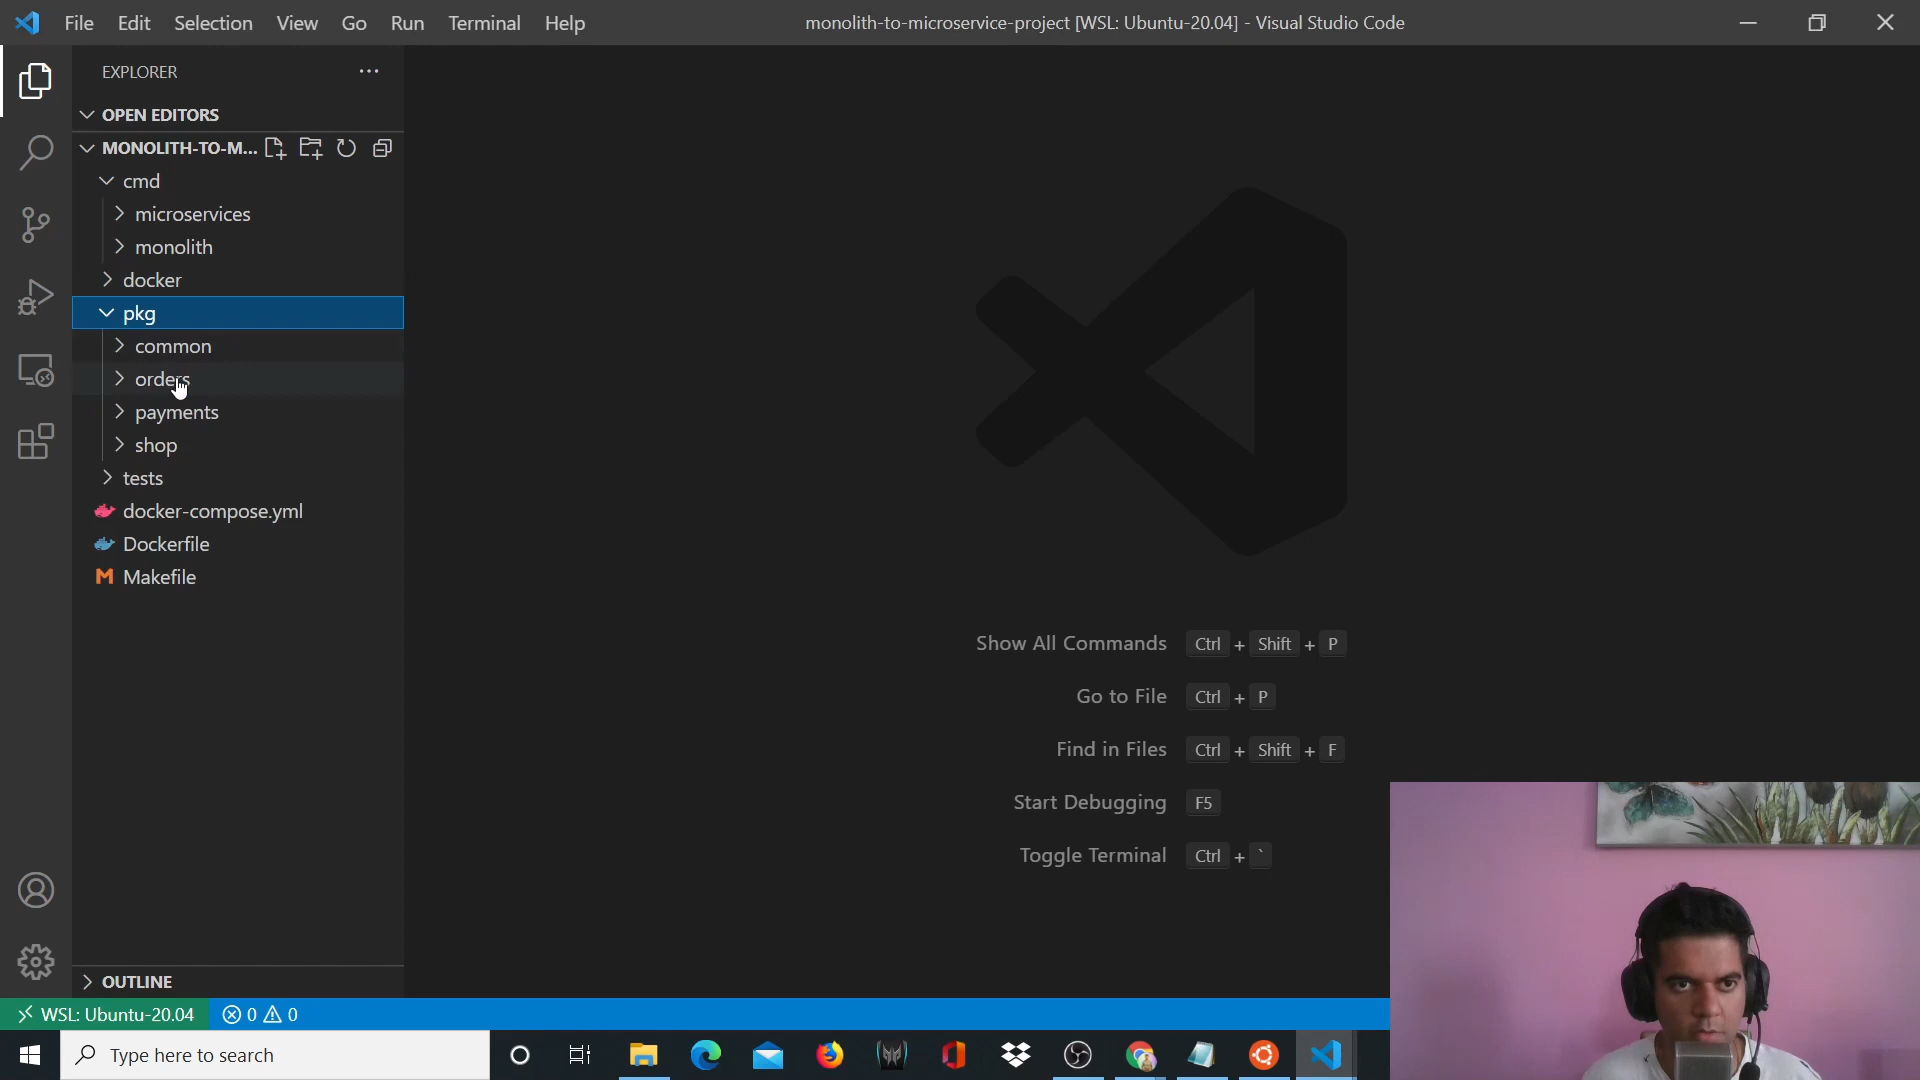 File Edit Selection View Go Run Terminal Help
monolith-to-microservice-project [WSL: Ubuntu-20.04] - Visual Studio Code
EXPLORER
OPEN EDITORS
MONOLITH-TO-M...
cmd
microservices
monolith
docker
pkg
common
orders
payments
shop
tests
docker-compose.yml
Dockerfile
M Makefile
Show All Commands Ctrl + Shift + P
Go to File Ctrl + P
Find in Files Ctrl + Shift + F
Start Debugging F5
Toggle Terminal Ctrl + `
OUTLINE
WSL: Ubuntu-20.04 0 0
Type here to search